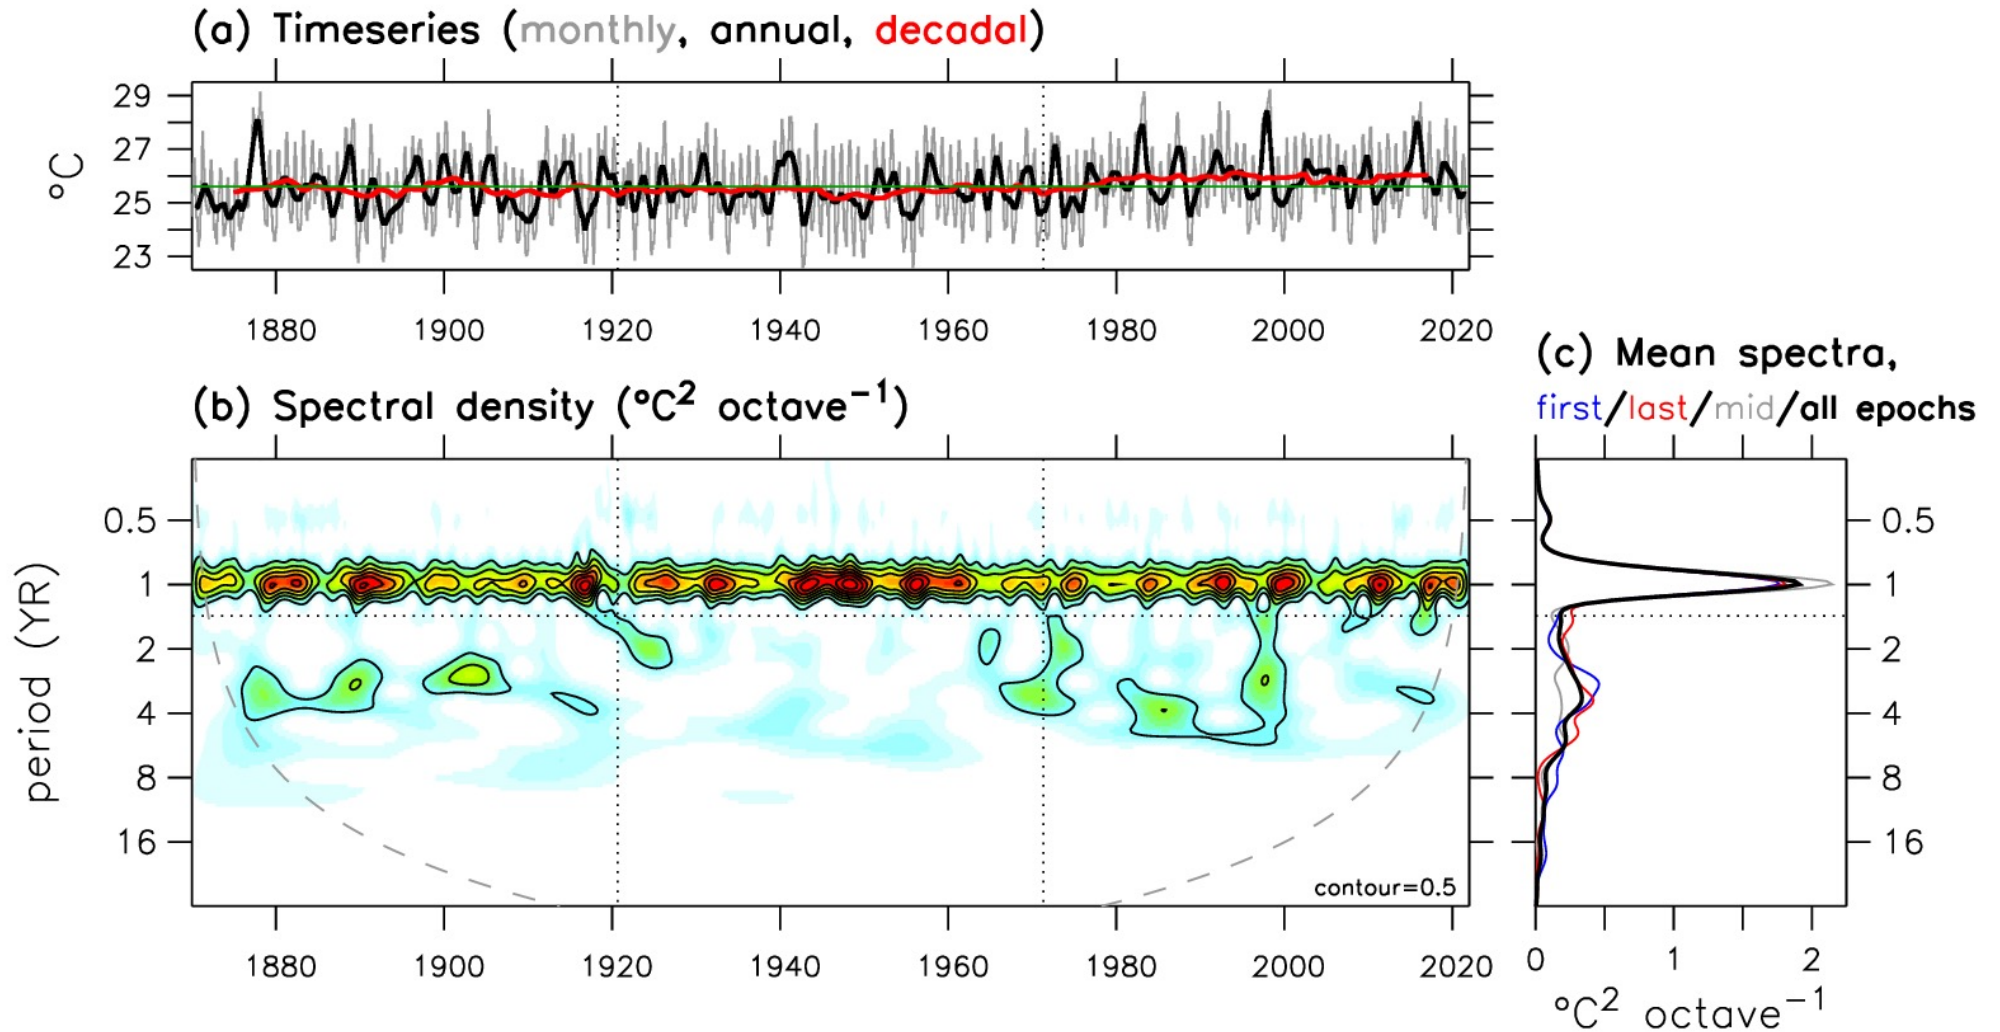 (a) Timeseries (monthly, annual, decadal)
°C
29
27
25
23
1880 1900 1920 1940 1960 1980 2000 2020
(b) Spectral density (°C² octave⁻¹)
period (YR)
0.5
1
2
4
8
16
contour=0.5
1880 1900 1920 1940 1960 1980 2000 2020
(c) Mean spectra,
first/last/mid/all epochs
0.5
1
2
4
8
16
0 1 2
°C² octave⁻¹